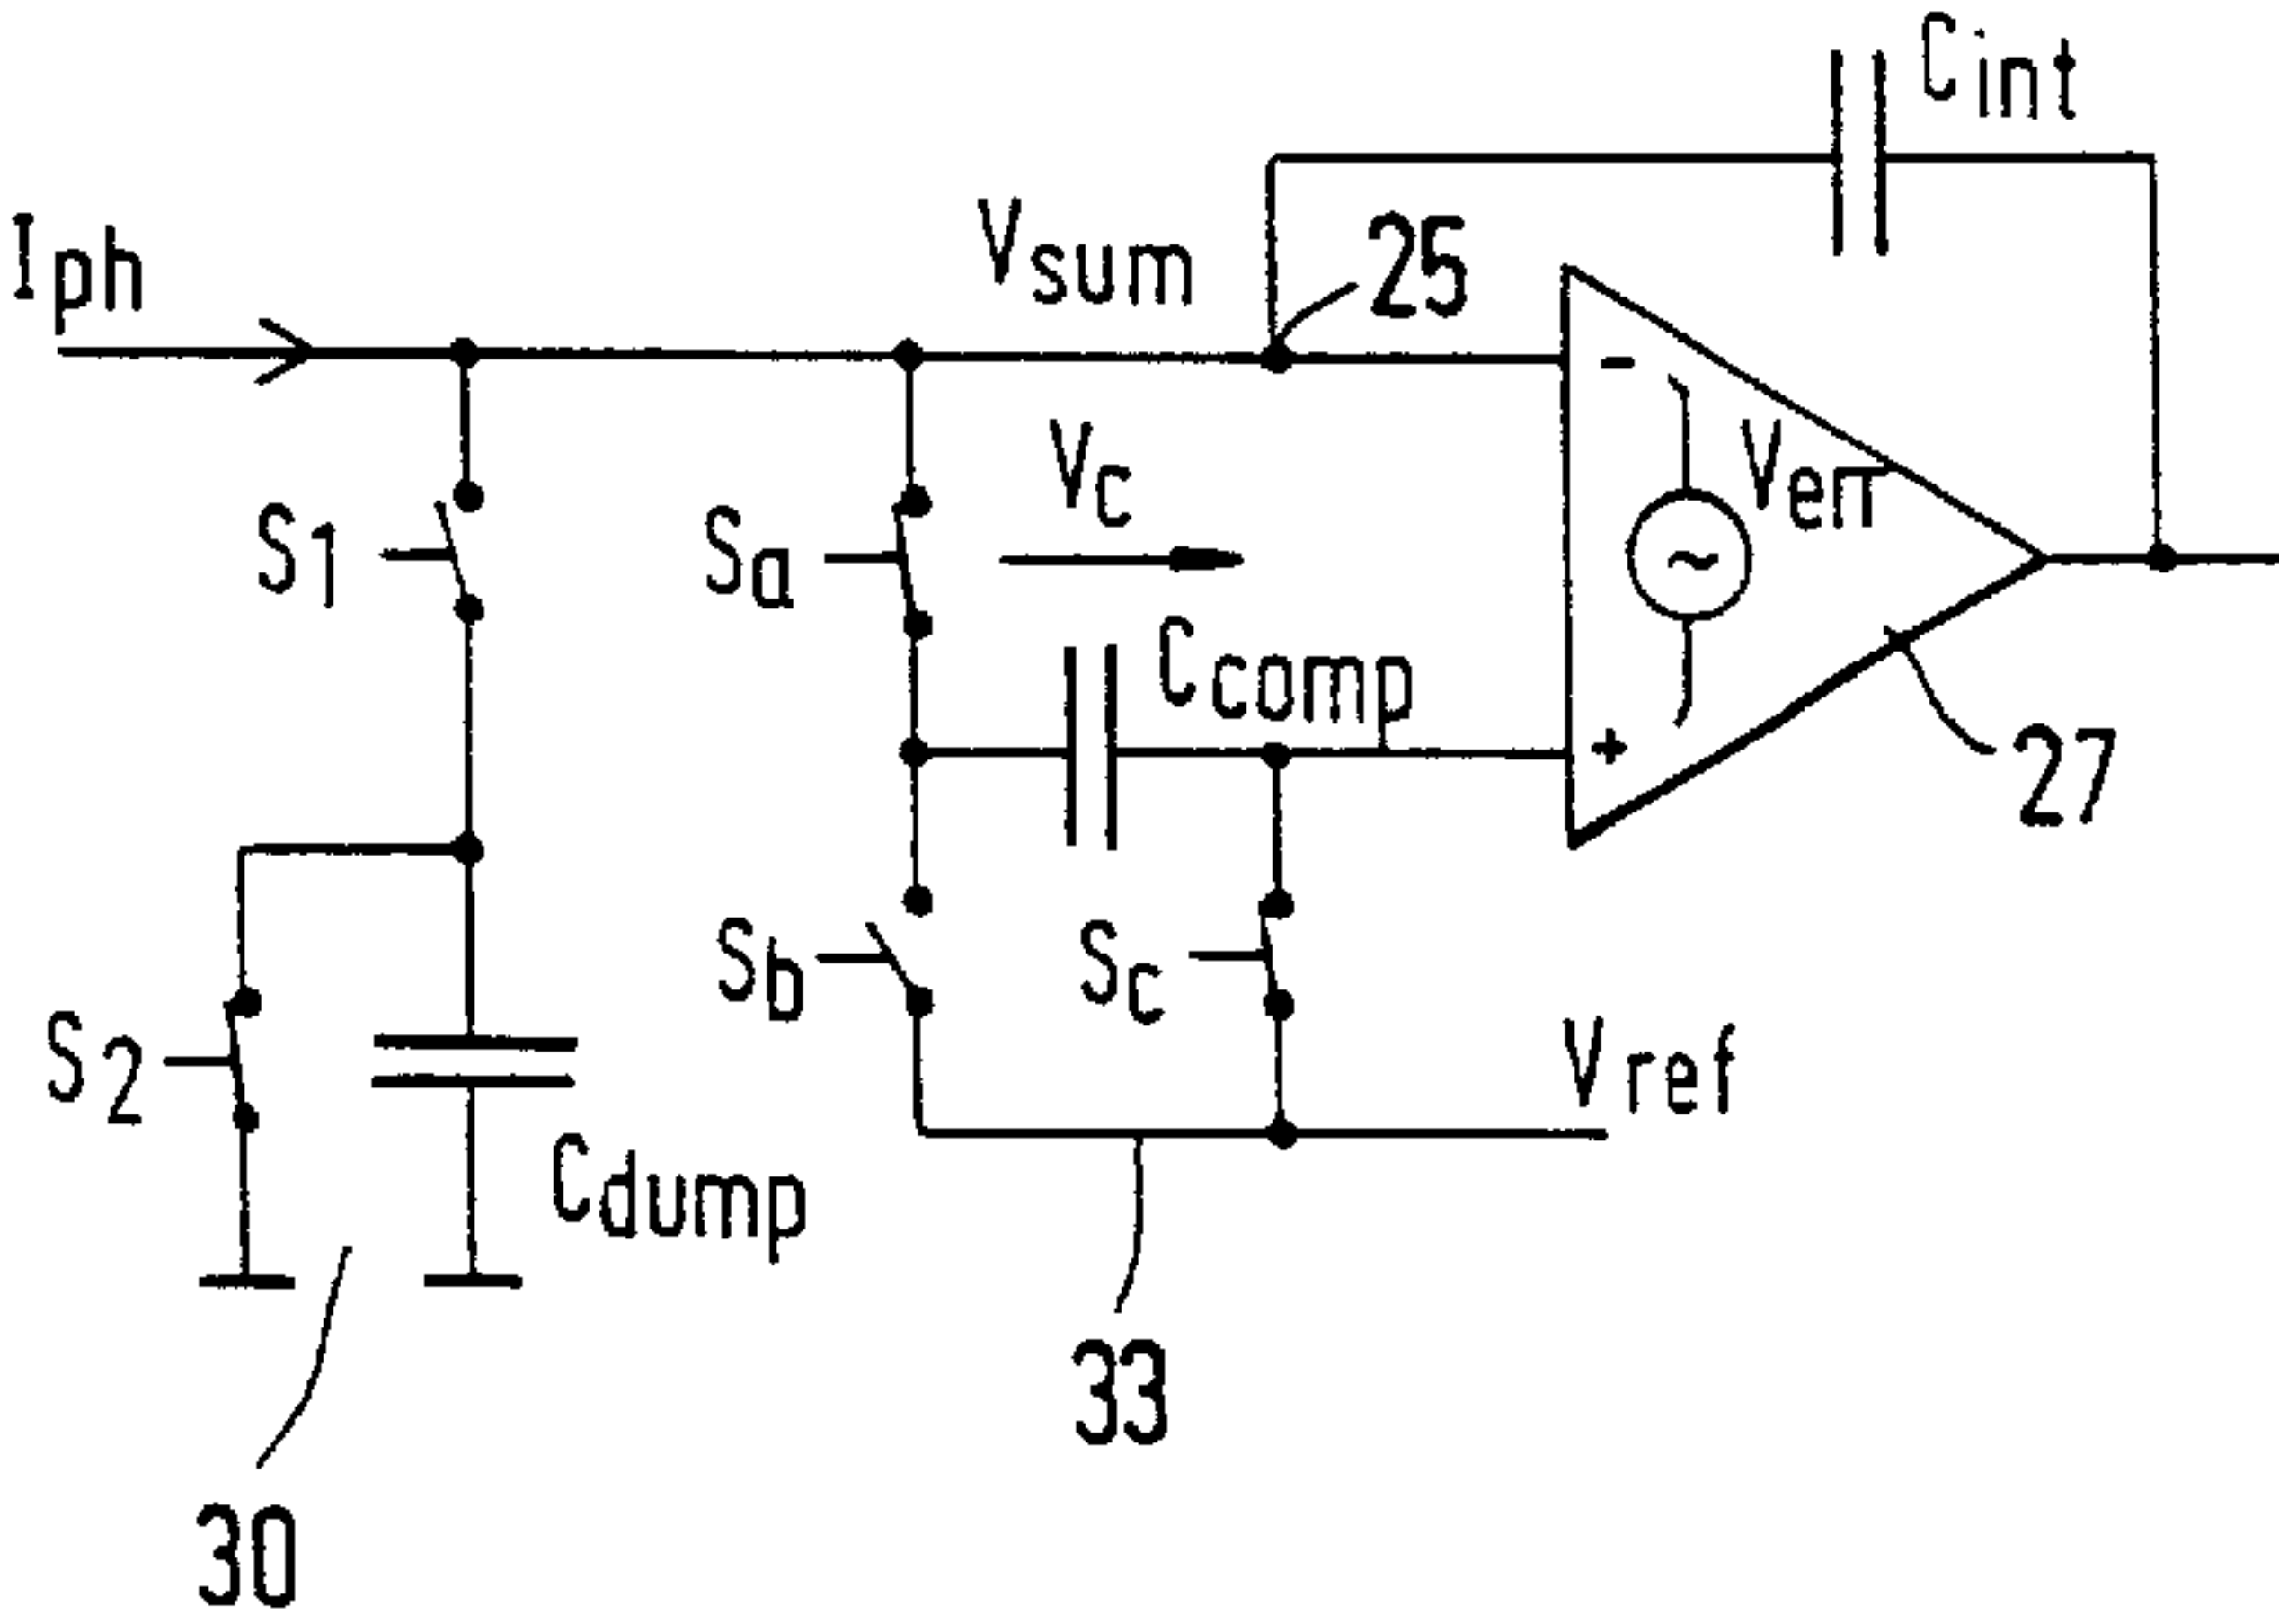 Cint
Iph
Vsum
25
-
Verr
Vc
S1
Sa
~
Ccomp
+
27
Sb
Sc
S2
Vref
Cdump
33
30